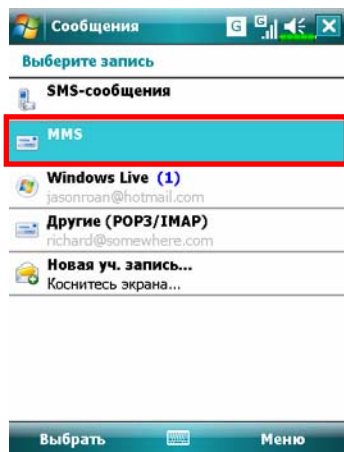 Сообщения G G
Выберите запись
SMS-сообщения
MMS
Windows Live (1)
jasonroan@hotmail.com
Другие (POP3/IMAP)
richard@somewhere.com
Новая уч. запись...
Коснитесь экрана...
Выбрать Меню